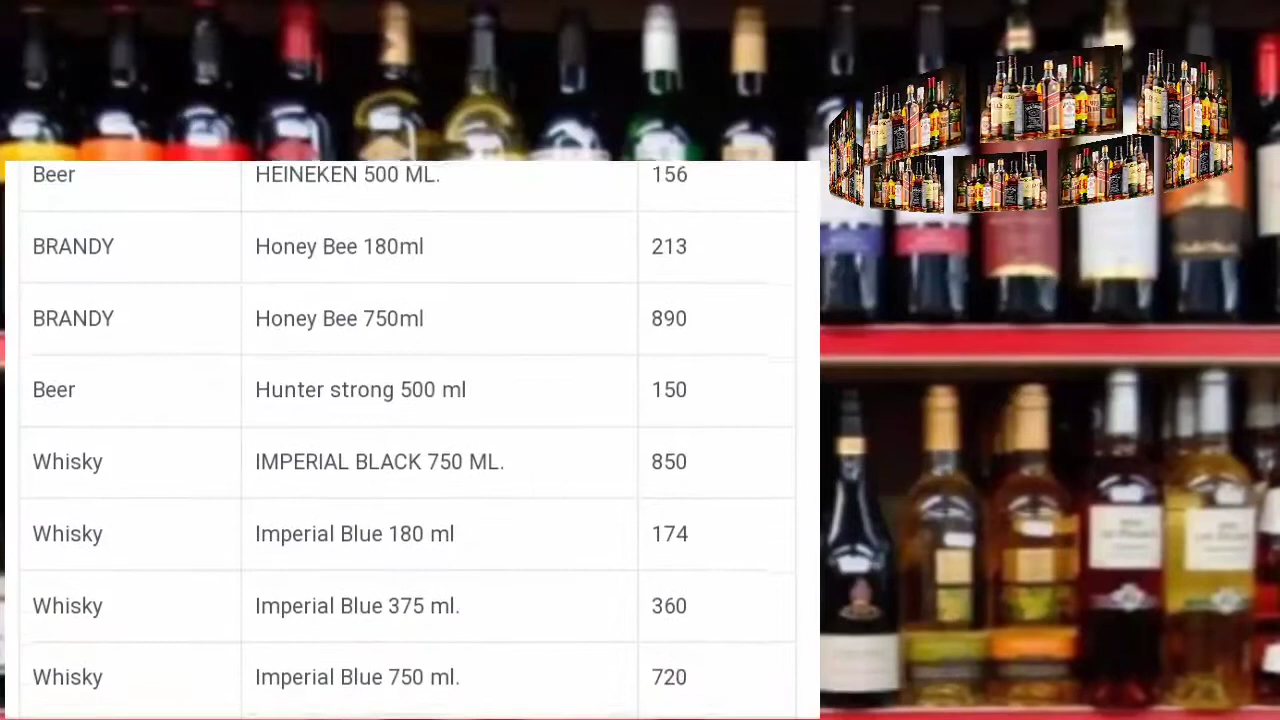 Beer HEINEKEN 500 ML. 156
BRANDY Honey Bee 180ml 213
BRANDY Honey Bee 750ml 890
Beer Hunter strong 500 ml 150
Whisky IMPERIAL BLACK 750 ML. 850
Whisky Imperial Blue 180 ml 174
Whisky Imperial Blue 375 ml. 360
Whisky Imperial Blue 750 ml. 720